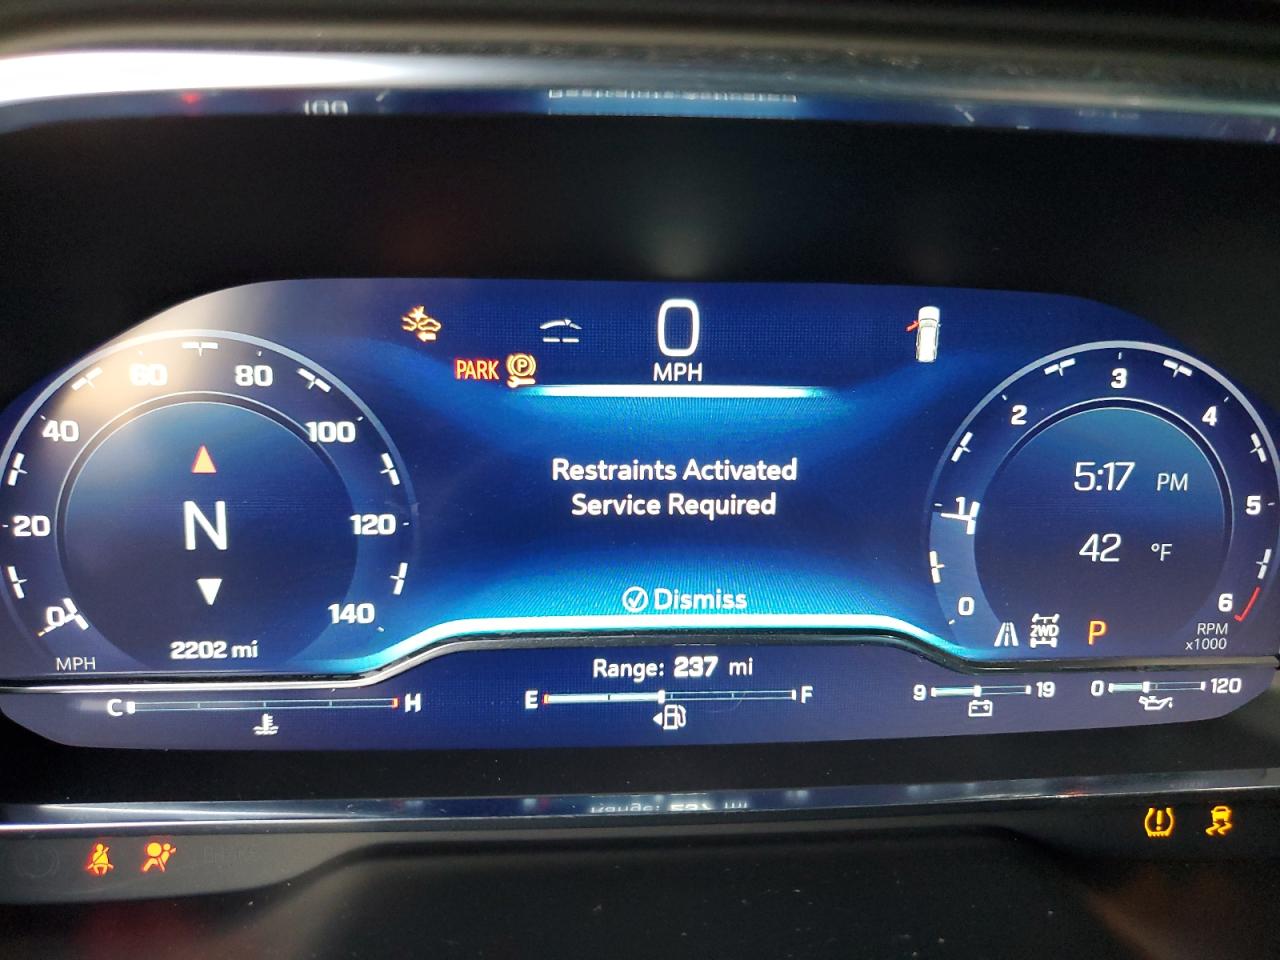 0
MPH
PARK P
Restraints Activated
Service Required
Dismiss
0
20
40
60
80
100
120
140
MPH
N
2202 mi
0
1
2
3
4
5
6
RPM
x1000
5:17 PM
42 °F
2WD
P
Range: 237 mi
C H
E F
9 19
0 120